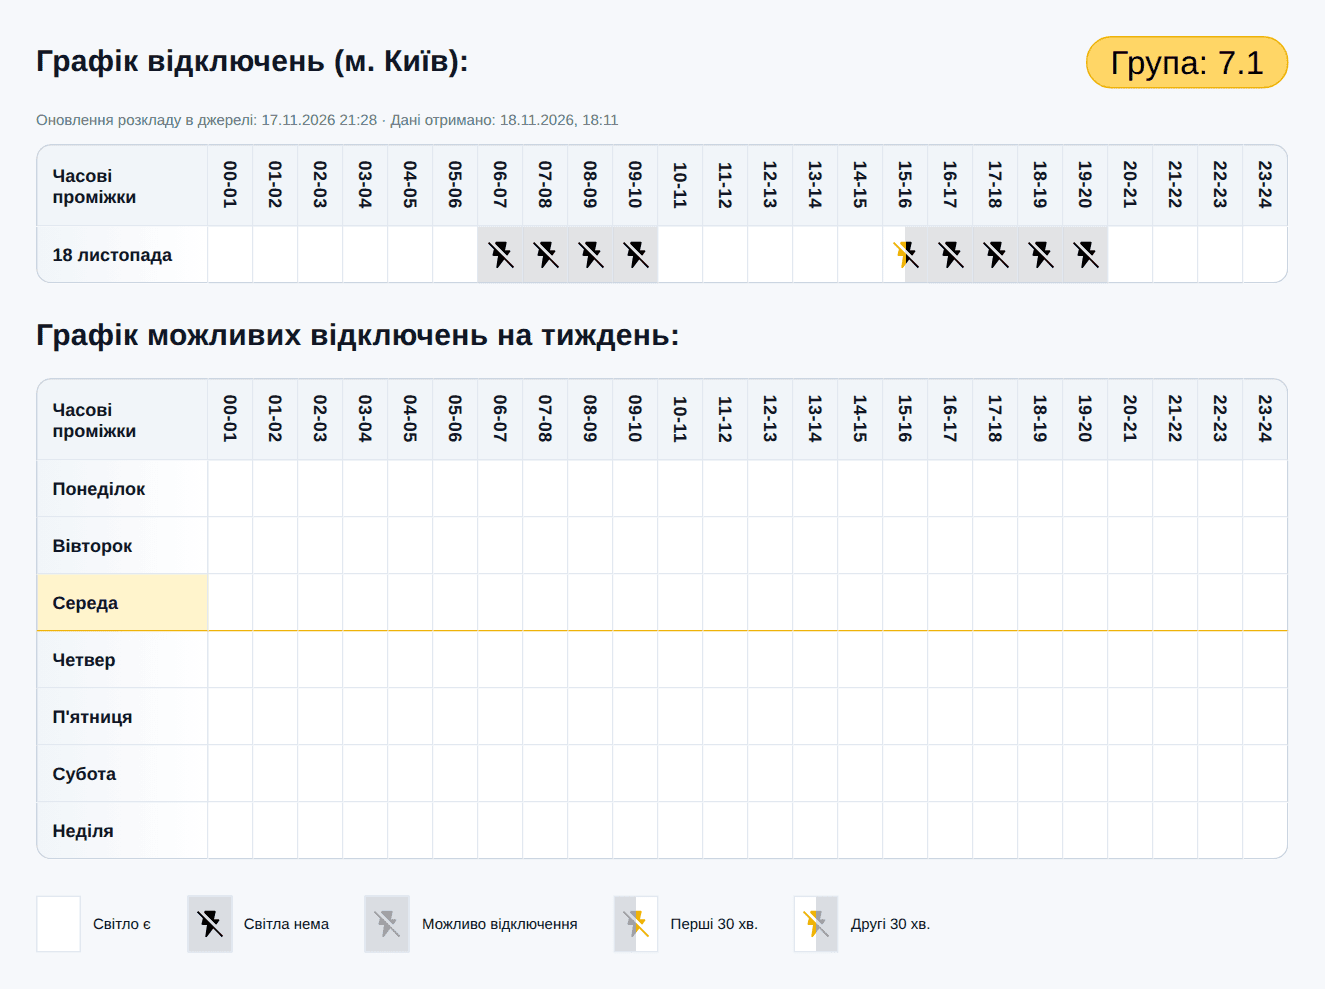 Графік відключень (м. Київ):
Група: 7.1
Оновлення розкладу в джерелі: 17.11.2026 21:28 · Дані отримано: 18.11.2026, 18:11
Часові проміжки 00-01 01-02 02-03 03-04 04-05 05-06 06-07 07-08 08-09 09-10 10-11 11-12 12-13 13-14 14-15 15-16 16-17 17-18 18-19 19-20 20-21 21-22 22-23 23-24
18 листопада
Графік можливих відключень на тиждень:
Часові проміжки 00-01 01-02 02-03 03-04 04-05 05-06 06-07 07-08 08-09 09-10 10-11 11-12 12-13 13-14 14-15 15-16 16-17 17-18 18-19 19-20 20-21 21-22 22-23 23-24
Понеділок
Вівторок
Середа
Четвер
П'ятниця
Субота
Неділя
Світло є Світла нема Можливо відключення Перші 30 хв. Другі 30 хв.